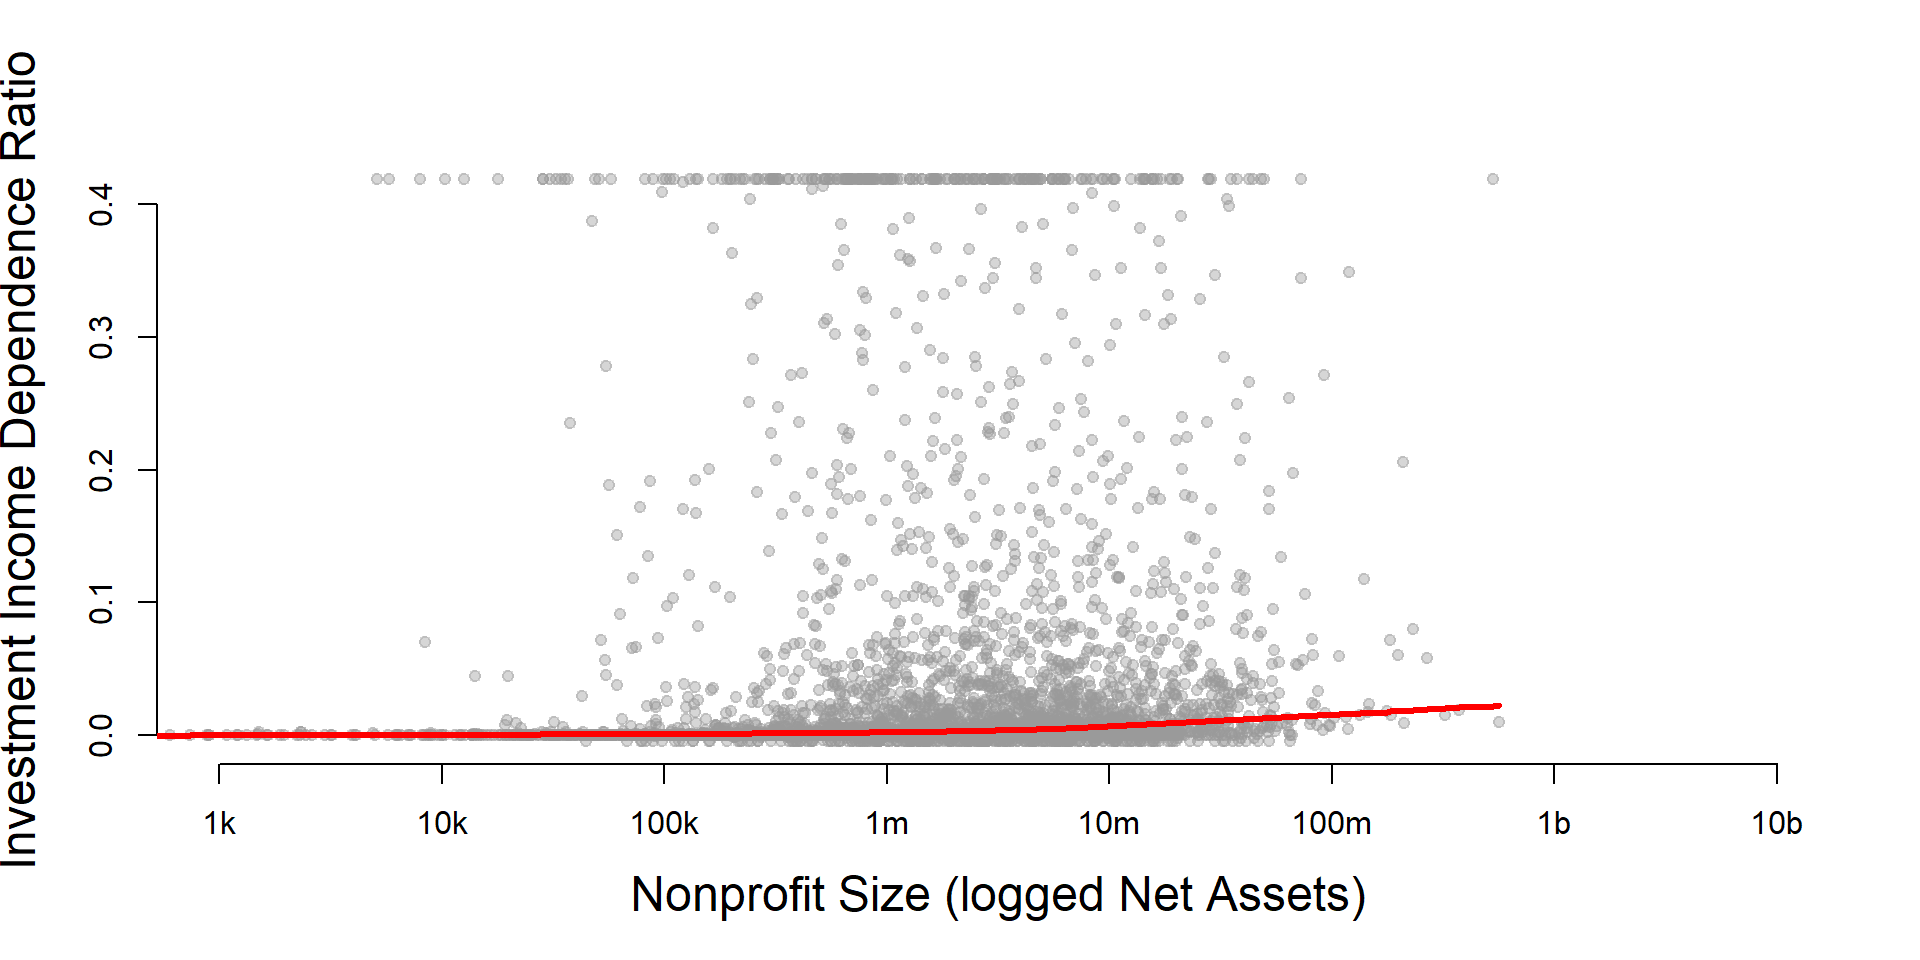 Investment Income Dependence Ratio
0.4
0.3
0.2
0.1
0.0
1k 10k 100k 1m 10m 100m 1b 10b
Nonprofit Size (logged Net Assets)